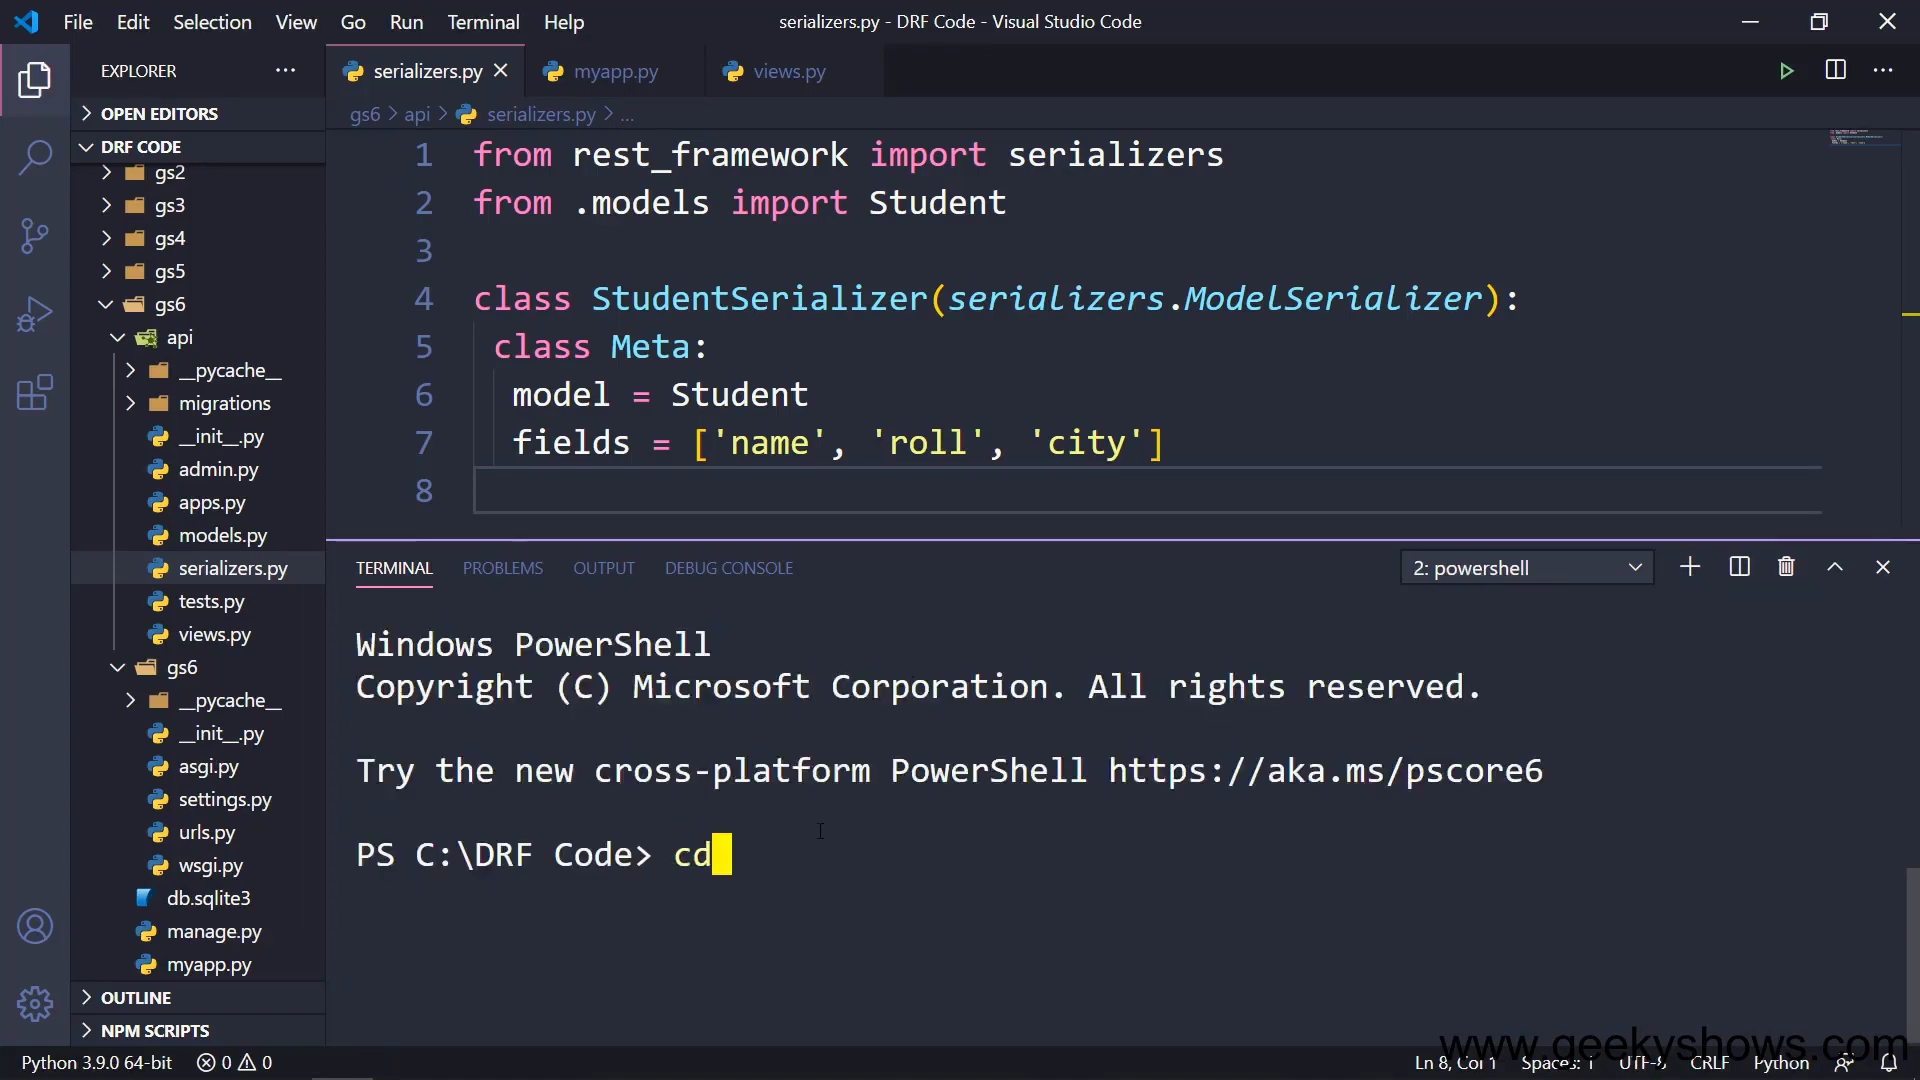 File Edit Selection View Go Run Terminal Help
serializers.py - DRF Code - Visual Studio Code
EXPLORER
serializers.py
myapp.py
views.py
OPEN EDITORS
gs6 > api > serializers.py > ...
DRF CODE
gs2
gs3
gs4
gs5
gs6
api
__pycache__
migrations
__init__.py
admin.py
apps.py
models.py
serializers.py
tests.py
views.py
gs6
__pycache__
__init__.py
asgi.py
settings.py
urls.py
wsgi.py
db.sqlite3
manage.py
myapp.py
OUTLINE
NPM SCRIPTS
1 from rest_framework import serializers
2 from .models import Student
3
4 class StudentSerializer(serializers.ModelSerializer):
5 class Meta:
6 model = Student
7 fields = ['name', 'roll', 'city']
8
TERMINAL PROBLEMS OUTPUT DEBUG CONSOLE
2: powershell
Windows PowerShell
Copyright (C) Microsoft Corporation. All rights reserved.
Try the new cross-platform PowerShell https://aka.ms/pscore6
PS C:\DRF Code> cd
www.geekyshows.com
Python 3.9.0 64-bit 0 0
Ln 8, Col 1 Spaces: 1 UTF-8 CRLF Python